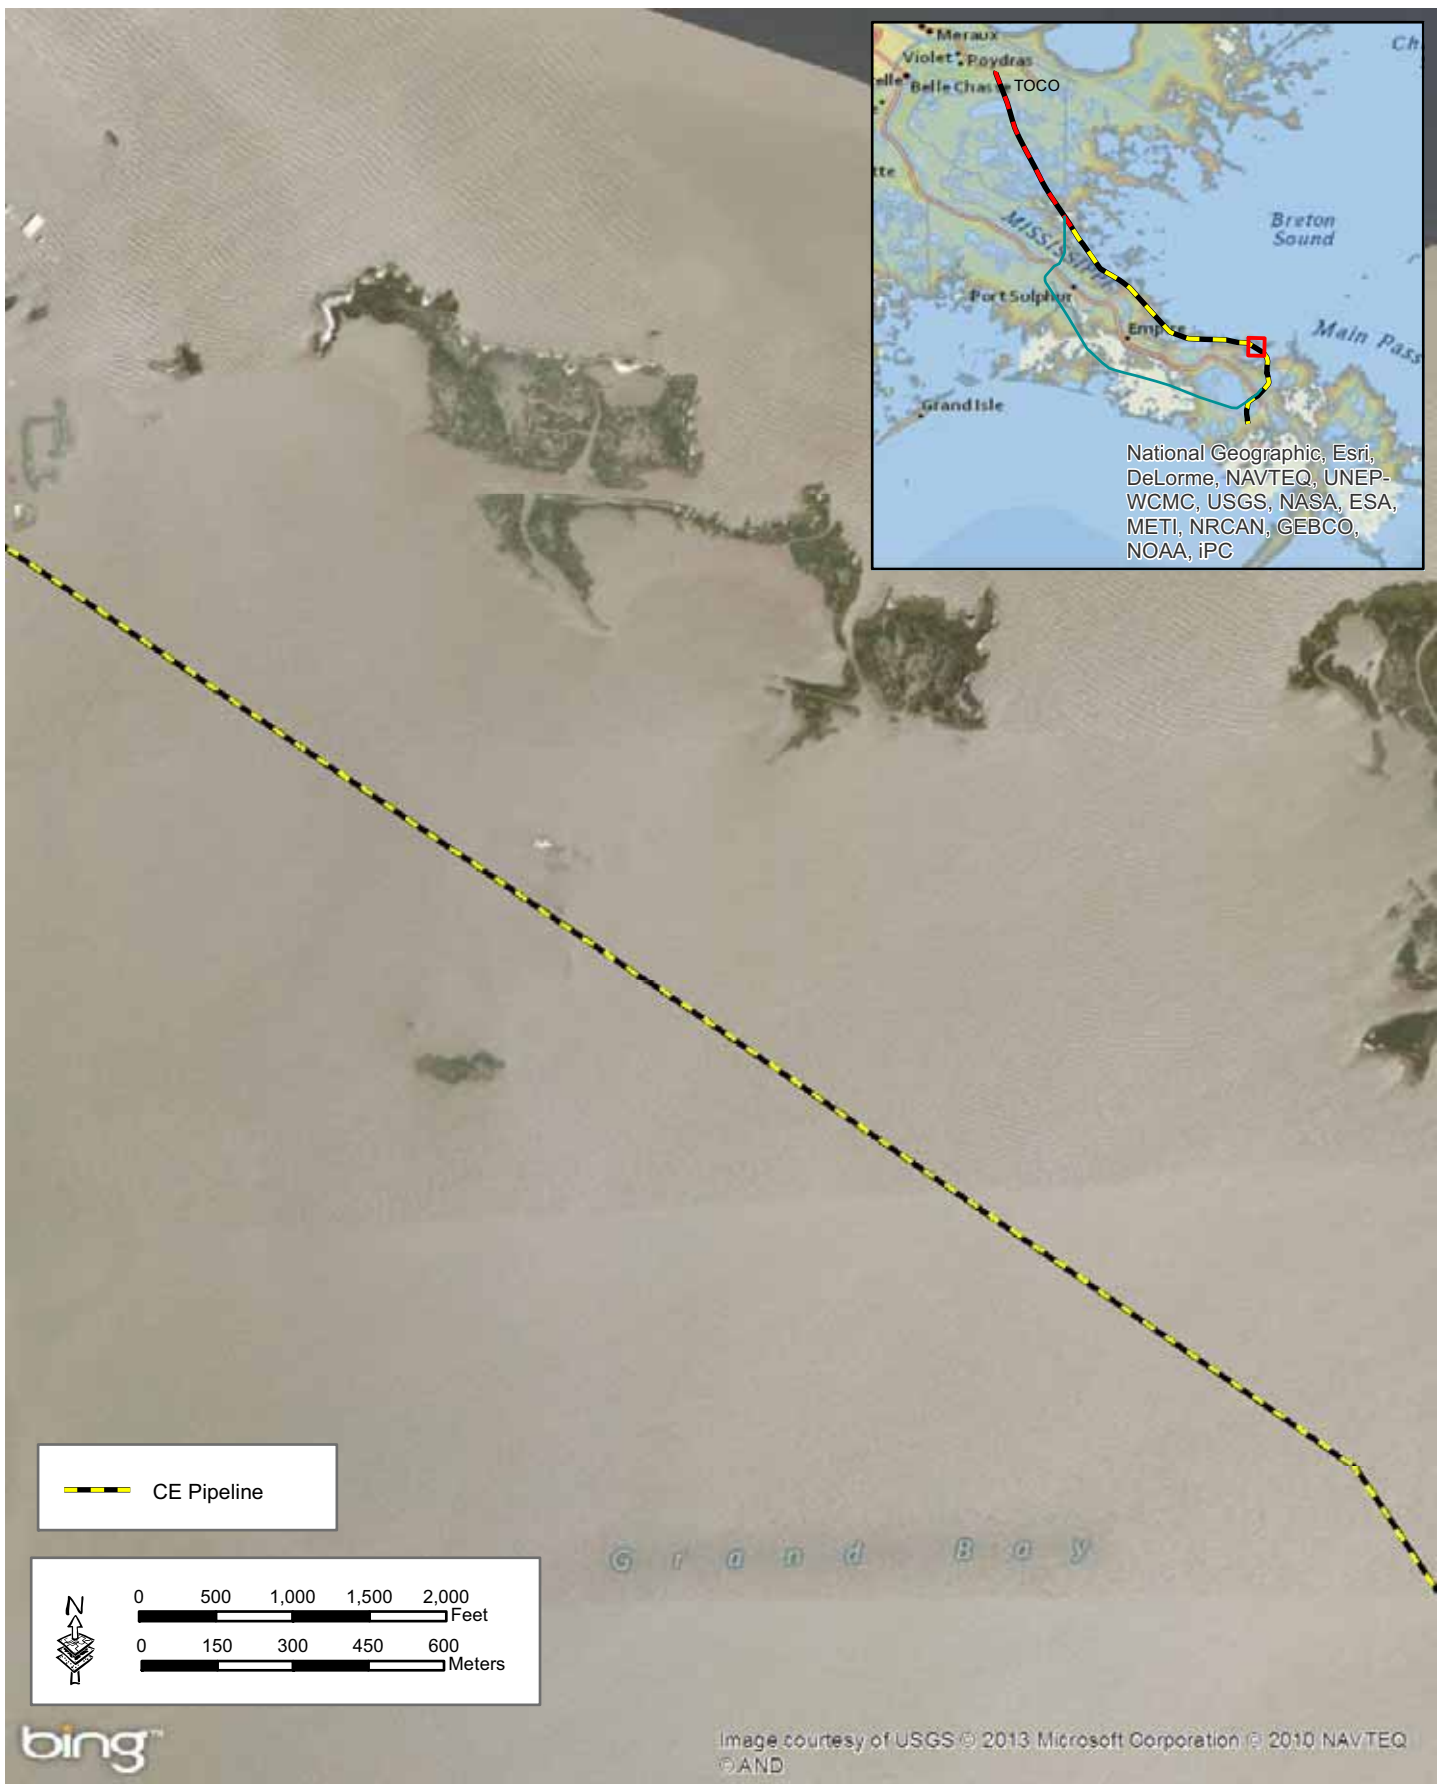 Meraux
Violet
Poydras
elle
Belle Chasse
TOCO
tte
MISSISSIPPI
Breton
Sound
Port Sulphur
Empire
Main Pass
Grand Isle
National Geographic, Esri,
DeLorme, NAVTEQ, UNEP-
WCMC, USGS, NASA, ESA,
METI, NRCAN, GEBCO,
NOAA, iPC
CE Pipeline
Grand Bay
N
0 500 1,000 1,500 2,000
Feet
0 150 300 450 600
Meters
bing™
Image courtesy of USGS © 2013 Microsoft Corporation © 2010 NAVTEQ
© AND